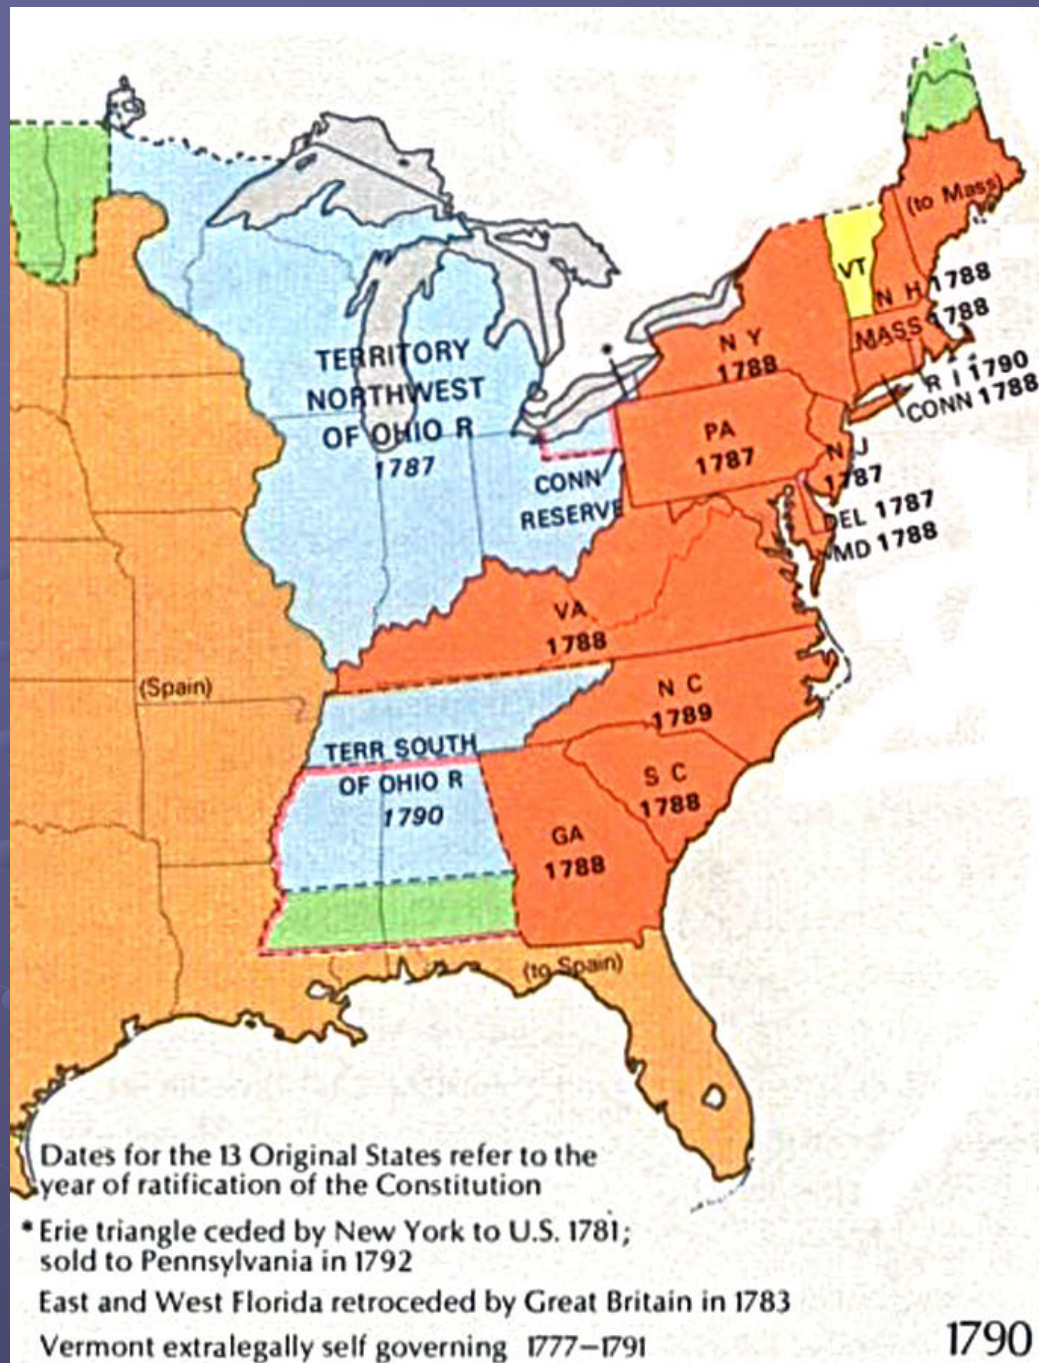 (to Mass)
VT
N H 1788
MASS 1788
N Y
1788
R I 1790
CONN 1788
TERRITORY
NORTHWEST
OF OHIO R
1787
PA
1787
N J
1787
CONN
RESERVE
DEL 1787
MD 1788
VA
1788
(Spain)
N C
1789
TERR SOUTH
OF OHIO R
1790
S C
1788
GA
1788
(to Spain)
Dates for the 13 Original States refer to the
year of ratification of the Constitution
* Erie triangle ceded by New York to U.S. 1781;
sold to Pennsylvania in 1792
East and West Florida retroceded by Great Britain in 1783
Vermont extralegally self governing 1777–1791
1790